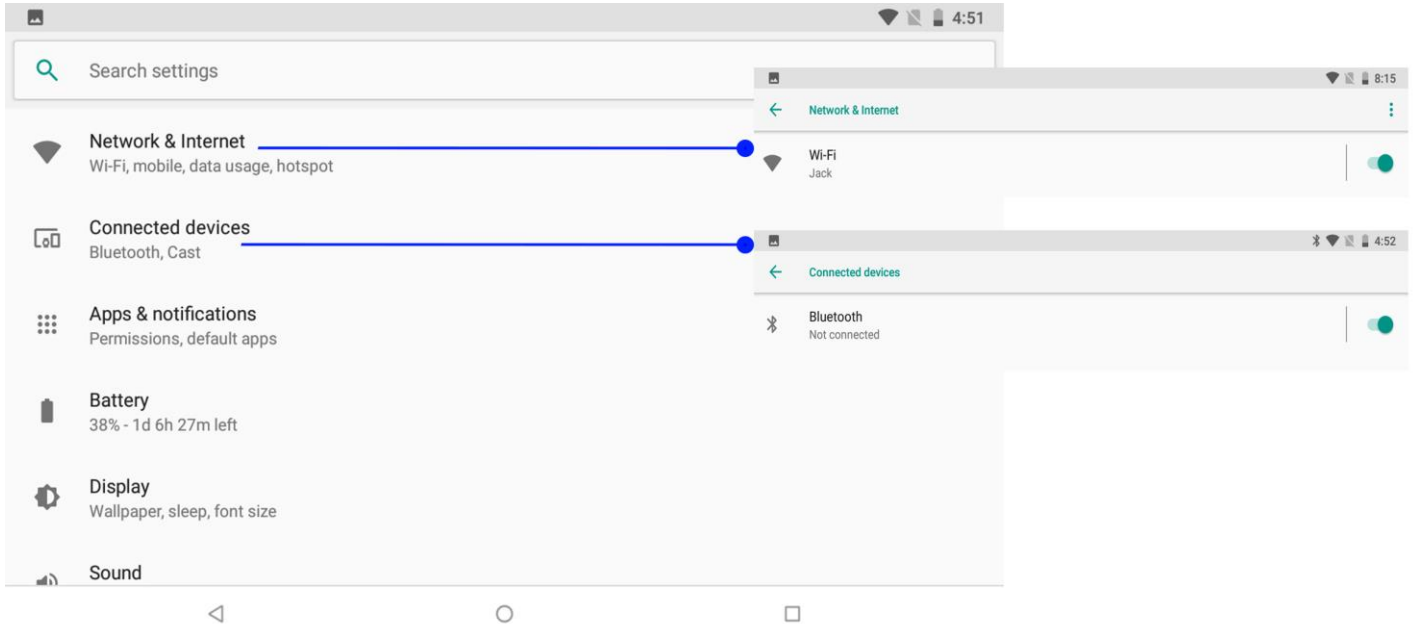 4:51
Search settings
Network & Internet
Wi-Fi, mobile, data usage, hotspot
Connected devices
Bluetooth, Cast
Apps & notifications
Permissions, default apps
Battery
38% - 1d 6h 27m left
Display
Wallpaper, sleep, font size
Sound
8:15
Network & Internet
Wi-Fi
Jack
4:52
Connected devices
Bluetooth
Not connected